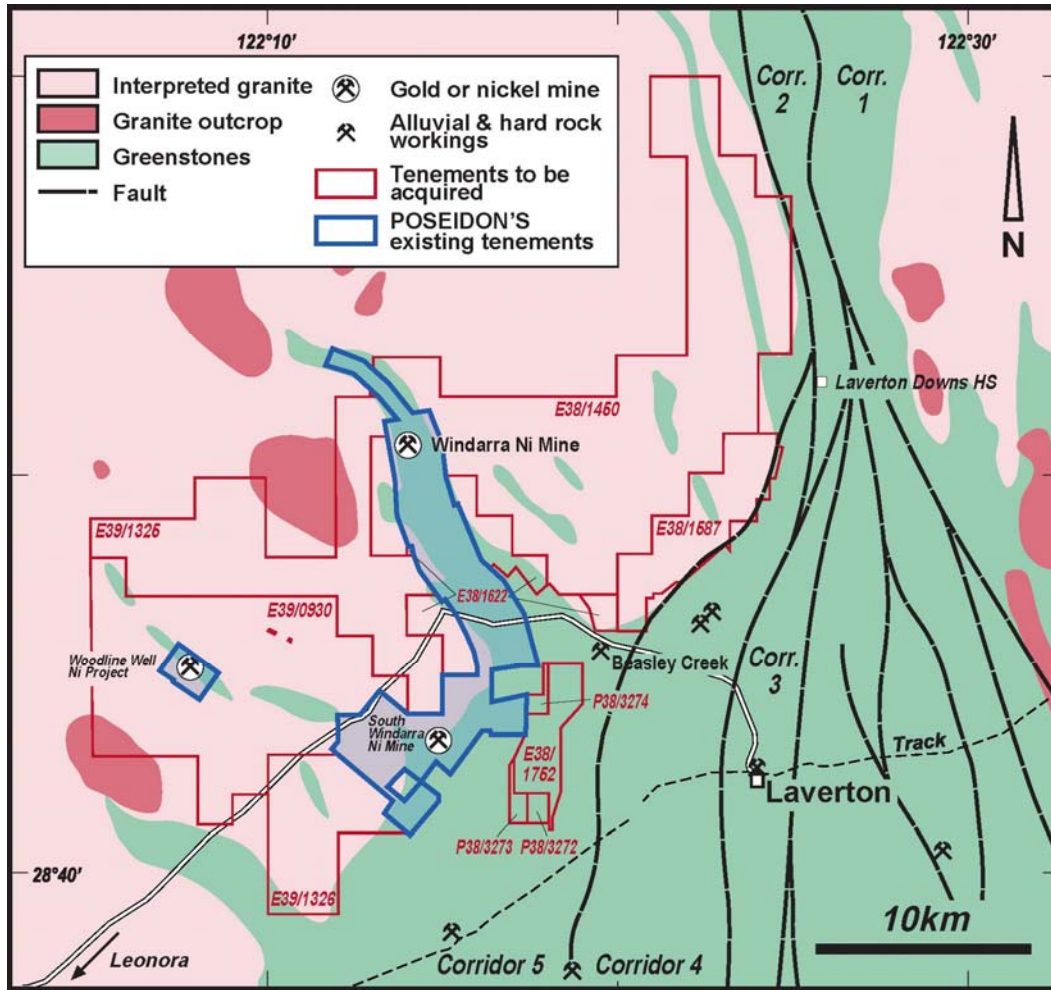 122°10'
122°30'
Interpreted granite
Granite outcrop
Greenstones
Fault
Gold or nickel mine
Alluvial & hard rock
workings
Tenements to be
acquired
POSEIDON'S
existing tenements
Corr.
2
Corr.
1
N
Laverton Downs HS
E38/1450
Windarra Ni Mine
E39/1325
E38/1587
E38/1622
E39/0930
Woodline Well
Ni Project
Beasley Creek
Corr.
3
P38/3274
South
Windarra
Ni Mine
E38/
1752
Track
Laverton
P38/3273
P38/3272
28°40'
E39/1326
10km
Leonora
Corridor 5
Corridor 4